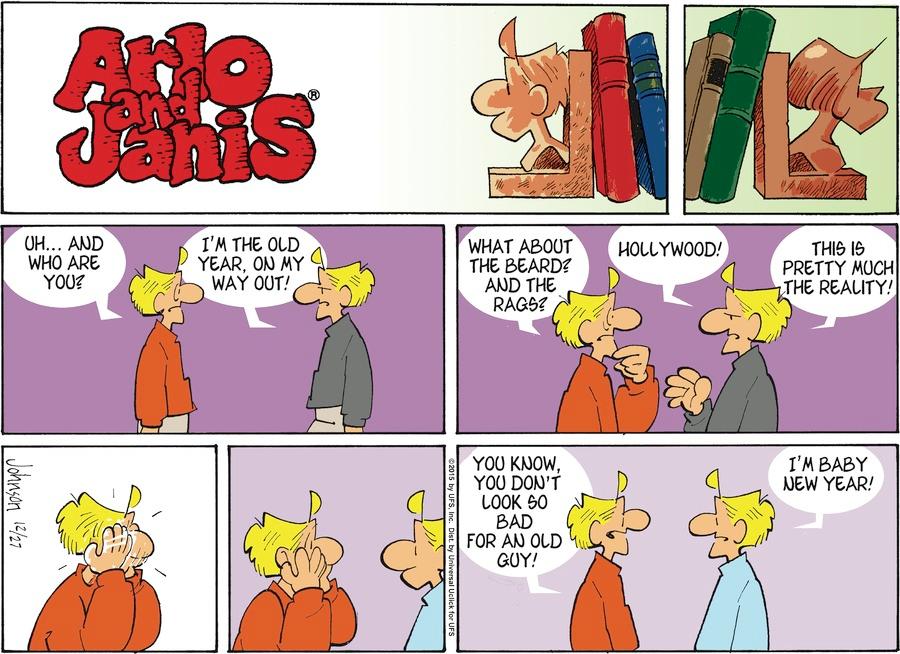 Arlo
and
Janis®
UH... AND
WHO ARE
YOU?
I'M THE OLD
YEAR, ON MY
WAY OUT!
WHAT ABOUT
THE BEARD?
AND THE
RAGS?
HOLLYWOOD!
THIS IS
PRETTY MUCH
THE REALITY!
Johnson 12/27
©2015 by UFS, Inc. Dist. by Universal Uclick for UFS
YOU KNOW,
YOU DON'T
LOOK SO
BAD
FOR AN OLD
GUY!
I'M BABY
NEW YEAR!